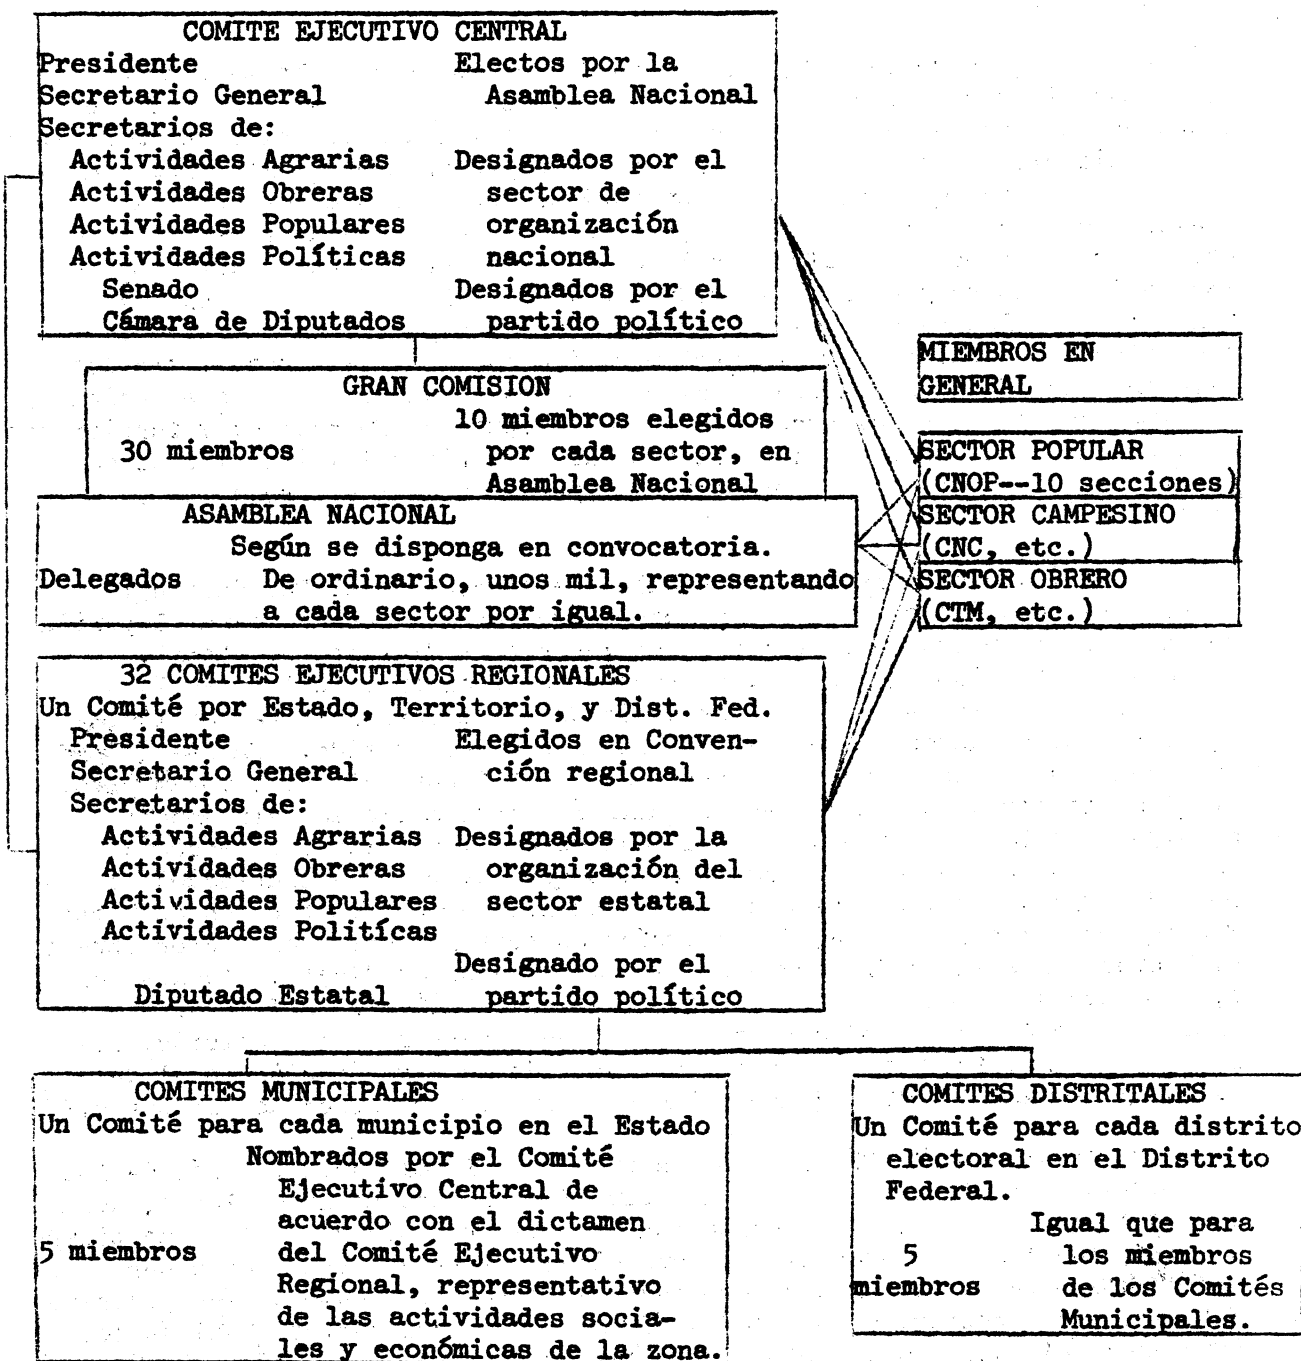 COMITE EJECUTIVO CENTRAL
Presidente Electos por la
Secretario General Asamblea Nacional
Secretarios de:
Actividades Agrarias Designados por el
Actividades Obreras sector de
Actividades Populares organización
Actividades Políticas nacional
Senado Designados por el
Cámara de Diputados partido político
GRAN COMISION
10 miembros elegidos
30 miembros por cada sector, en
Asamblea Nacional
ASAMBLEA NACIONAL
Según se disponga en convocatoria.
Delegados De ordinario, unos mil, representando
a cada sector por igual.
MIEMBROS EN
GENERAL
SECTOR POPULAR
(CNOP--10 secciones)
SECTOR CAMPESINO
(CNC, etc.)
SECTOR OBRERO
(CTM, etc.)
32 COMITES EJECUTIVOS REGIONALES
Un Comité por Estado, Territorio, y Dist. Fed.
Presidente Elegidos en Conven-
Secretario General ción regional
Secretarios de:
Actividades Agrarias Designados por la
Actividades Obreras organización del
Actividades Populares sector estatal
Actividades Politícas
Designado por el
Diputado Estatal partido político
COMITES MUNICIPALES
Un Comité para cada municipio en el Estado
Nombrados por el Comité
Ejecutivo Central de
acuerdo con el dictamen
5 miembros del Comité Ejecutivo
Regional, representativo
de las actividades socia-
les y económicas de la zona.
COMITES DISTRITALES
Un Comité para cada distrito
electoral en el Distrito
Federal.
Igual que para
5 los miembros
miembros de los Comités
Municipales.